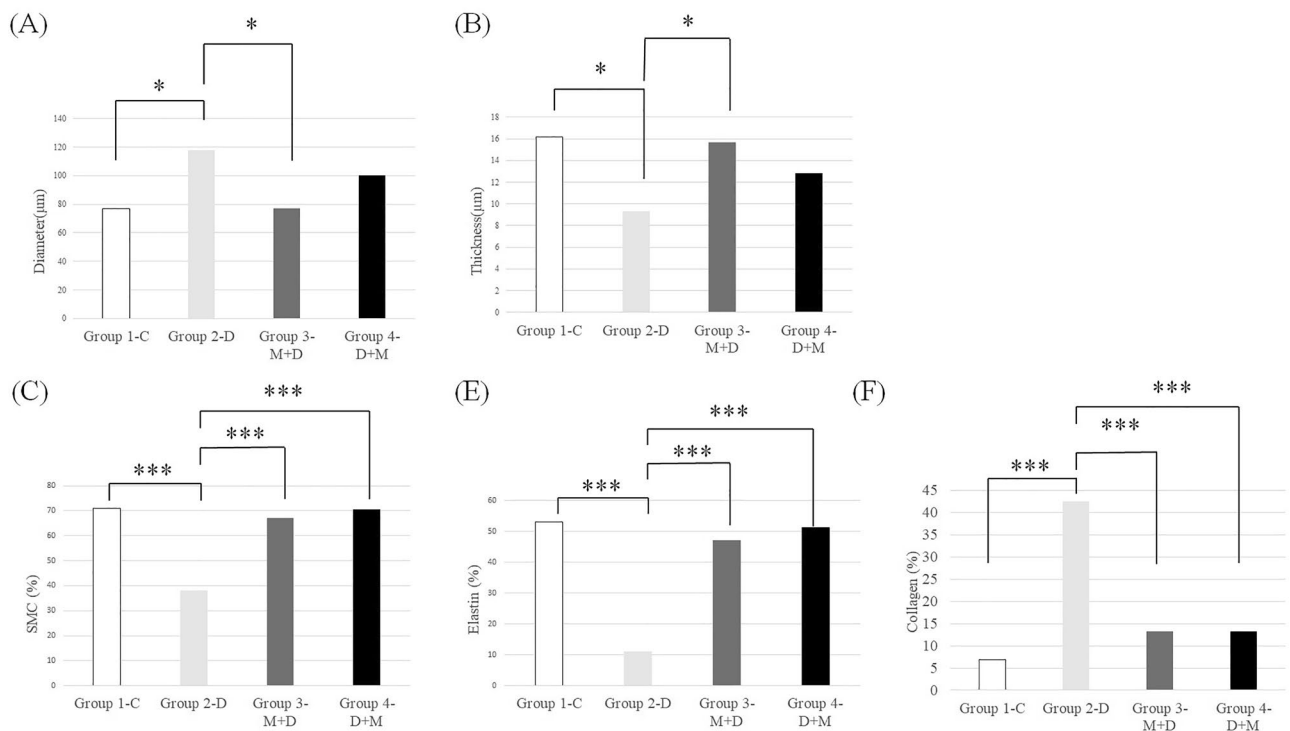 (A)
*
*
140
120
100
80
60
40
20
0
Diameter(μm)
Group 1-C
Group 2-D
Group 3-
M+D
Group 4-
D+M
(B)
*
*
18
16
14
12
10
8
6
4
2
0
Thickness(μm)
Group 1-C
Group 2-D
Group 3-
M+D
Group 4-
D+M
(C)
***
***
***
80
70
60
50
40
30
20
10
0
SMC (%)
Group 1-C
Group 2-D
Group 3-
M+D
Group 4-
D+M
(E)
***
***
***
60
50
40
30
20
10
0
Elastin (%)
Group 1-C
Group 2-D
Group 3-
M+D
Group 4-
D+M
(F)
***
***
***
45
40
35
30
25
20
15
10
5
0
Collagen (%)
Group 1-C
Group 2-D
Group 3-
M+D
Group 4-
D+M